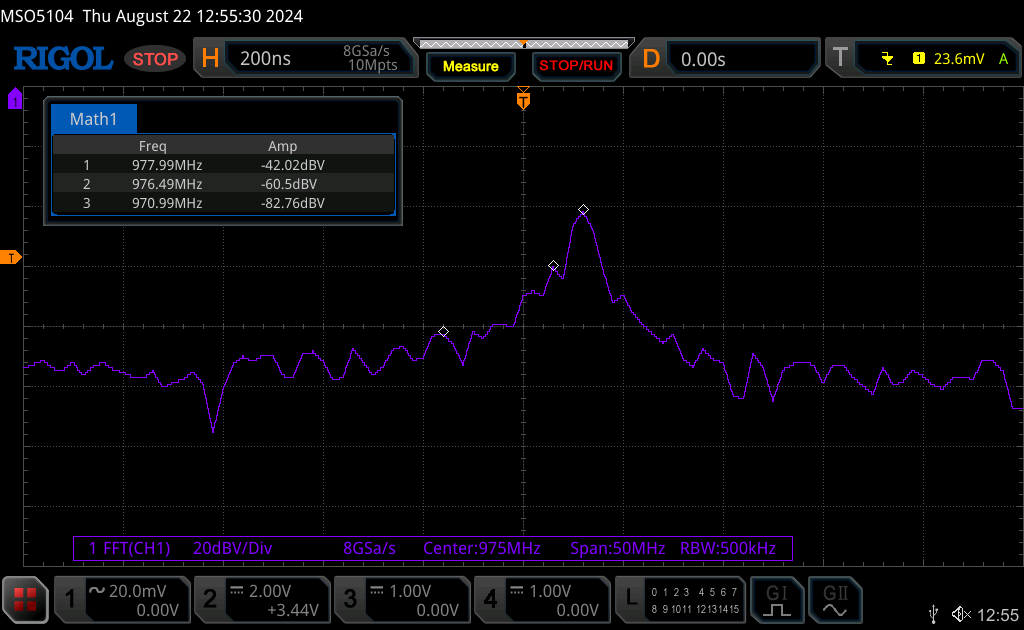 MSO5104 Thu August 22 12:55:30 2024
RIGOL STOP H 200ns 8GSa/s 10Mpts Measure STOP/RUN D 0.00s T 1 23.6mV A
1
T
Math1
Freq Amp
1 977.99MHz -42.02dBV
2 976.49MHz -60.5dBV
3 970.99MHz -82.76dBV
T
1 FFT(CH1) 20dBV/Div 8GSa/s Center:975MHz Span:50MHz RBW:500kHz
1 20.0mV 0.00V 2 2.00V +3.44V 3 1.00V 0.00V 4 1.00V 0.00V L 0 1 2 3 4 5 6 7 8 9 10 11 12 13 14 15 GI GII
12:55